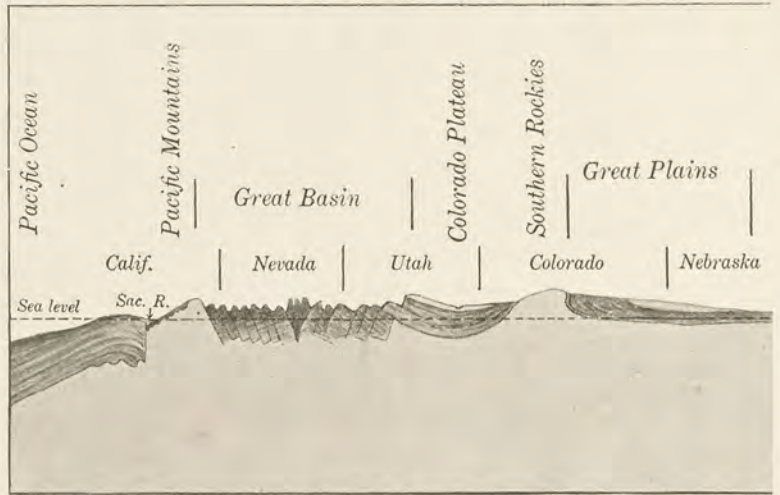 Pacific Ocean
Pacific Mountains
Great Basin
Colorado Plateau
Southern Rockies
Great Plains
Calif.
Nevada
Utah
Colorado
Nebraska
Sea level
Sac. R.